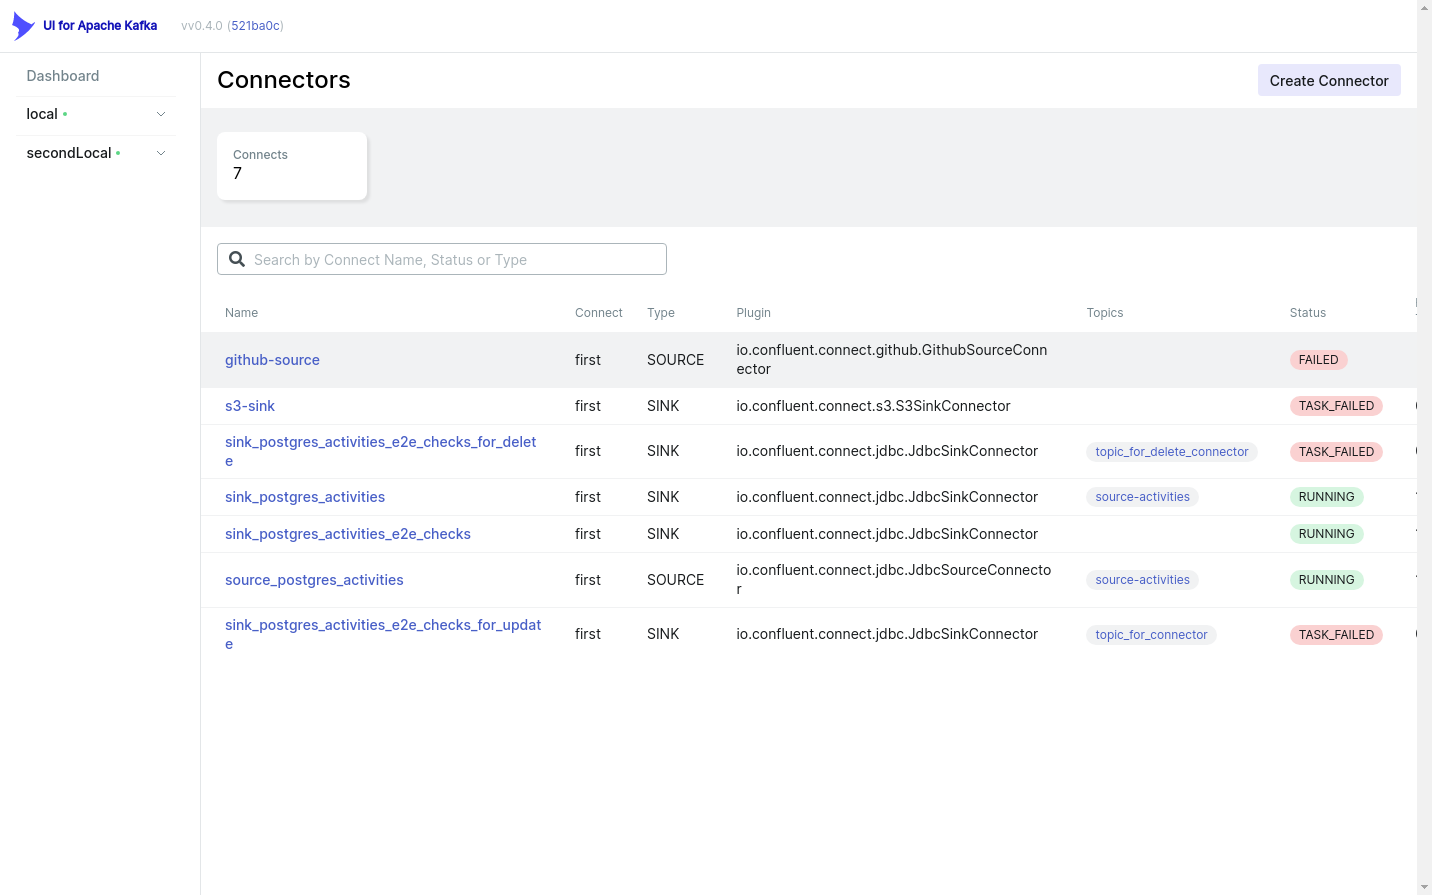 UI for Apache Kafka
vv0.4.0 (521ba0c)
Dashboard
local
secondLocal
Connectors
Create Connector
Connects
7
Search by Connect Name, Status or Type
Name Connect Type Plugin Topics Status
github-source first SOURCE io.confluent.connect.github.GithubSourceConn
ector FAILED
s3-sink first SINK io.confluent.connect.s3.S3SinkConnector TASK_FAILED
sink_postgres_activities_e2e_checks_for_delet
e first SINK io.confluent.connect.jdbc.JdbcSinkConnector topic_for_delete_connector TASK_FAILED
sink_postgres_activities first SINK io.confluent.connect.jdbc.JdbcSinkConnector source-activities RUNNING
sink_postgres_activities_e2e_checks first SINK io.confluent.connect.jdbc.JdbcSinkConnector RUNNING
source_postgres_activities first SOURCE io.confluent.connect.jdbc.JdbcSourceConnecto
r source-activities RUNNING
sink_postgres_activities_e2e_checks_for_updat
e first SINK io.confluent.connect.jdbc.JdbcSinkConnector topic_for_connector TASK_FAILED